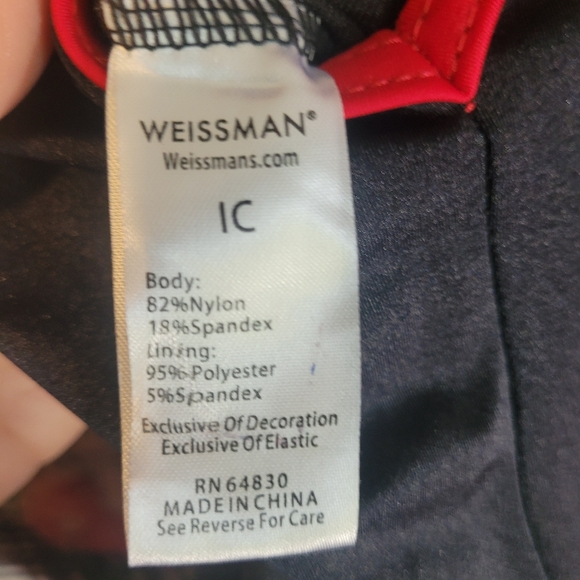 WEISSMAN®
Weissmans.com
IC
Body:
82%Nylon
18%Spandex
Lining:
95%Polyester
5%Spandex
Exclusive Of Decoration
Exclusive Of Elastic
RN 64830
MADE IN CHINA
See Reverse For Care